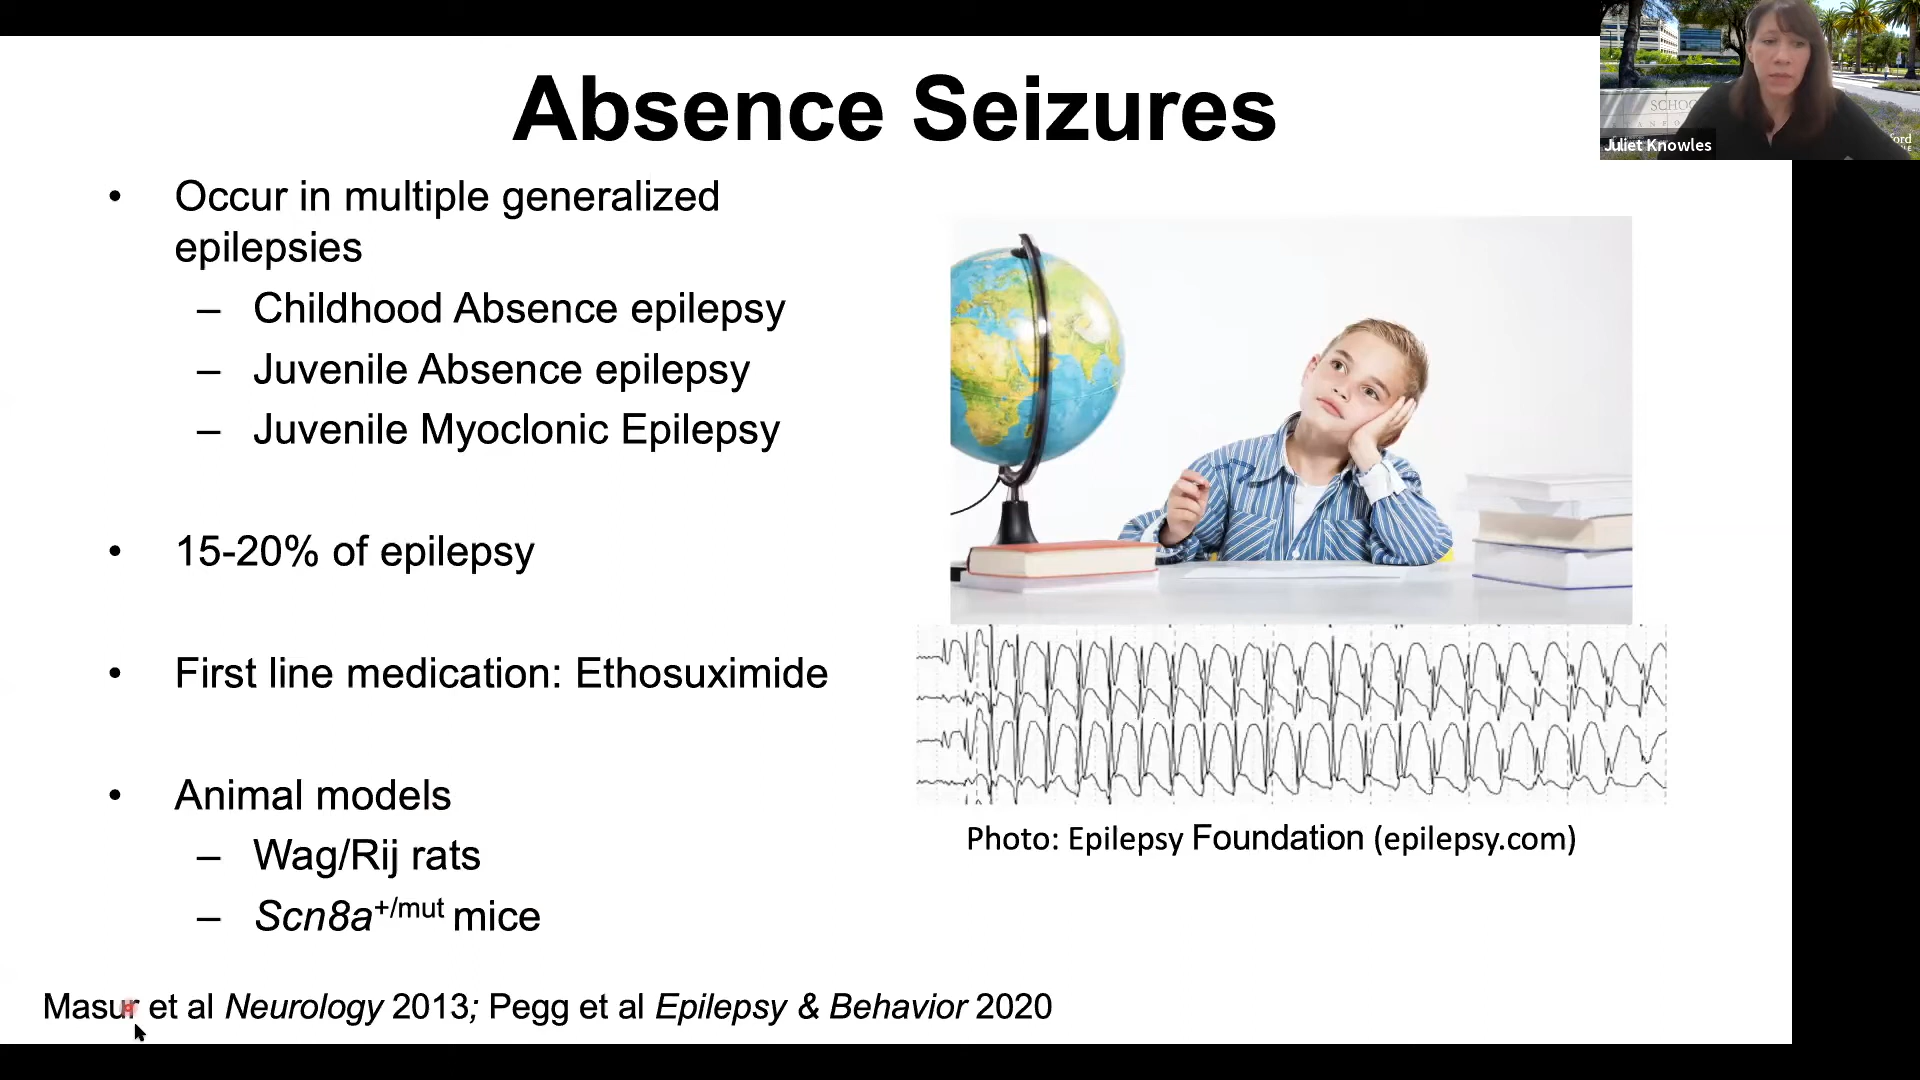 Absence Seizures
• Occur in multiple generalized
epilepsies
– Childhood Absence epilepsy
– Juvenile Absence epilepsy
– Juvenile Myoclonic Epilepsy
• 15-20% of epilepsy
• First line medication: Ethosuximide
• Animal models
– Wag/Rij rats
– Scn8a+/mut mice
Photo: Epilepsy Foundation (epilepsy.com)
Masur et al Neurology 2013; Pegg et al Epilepsy & Behavior 2020
Juliet Knowles